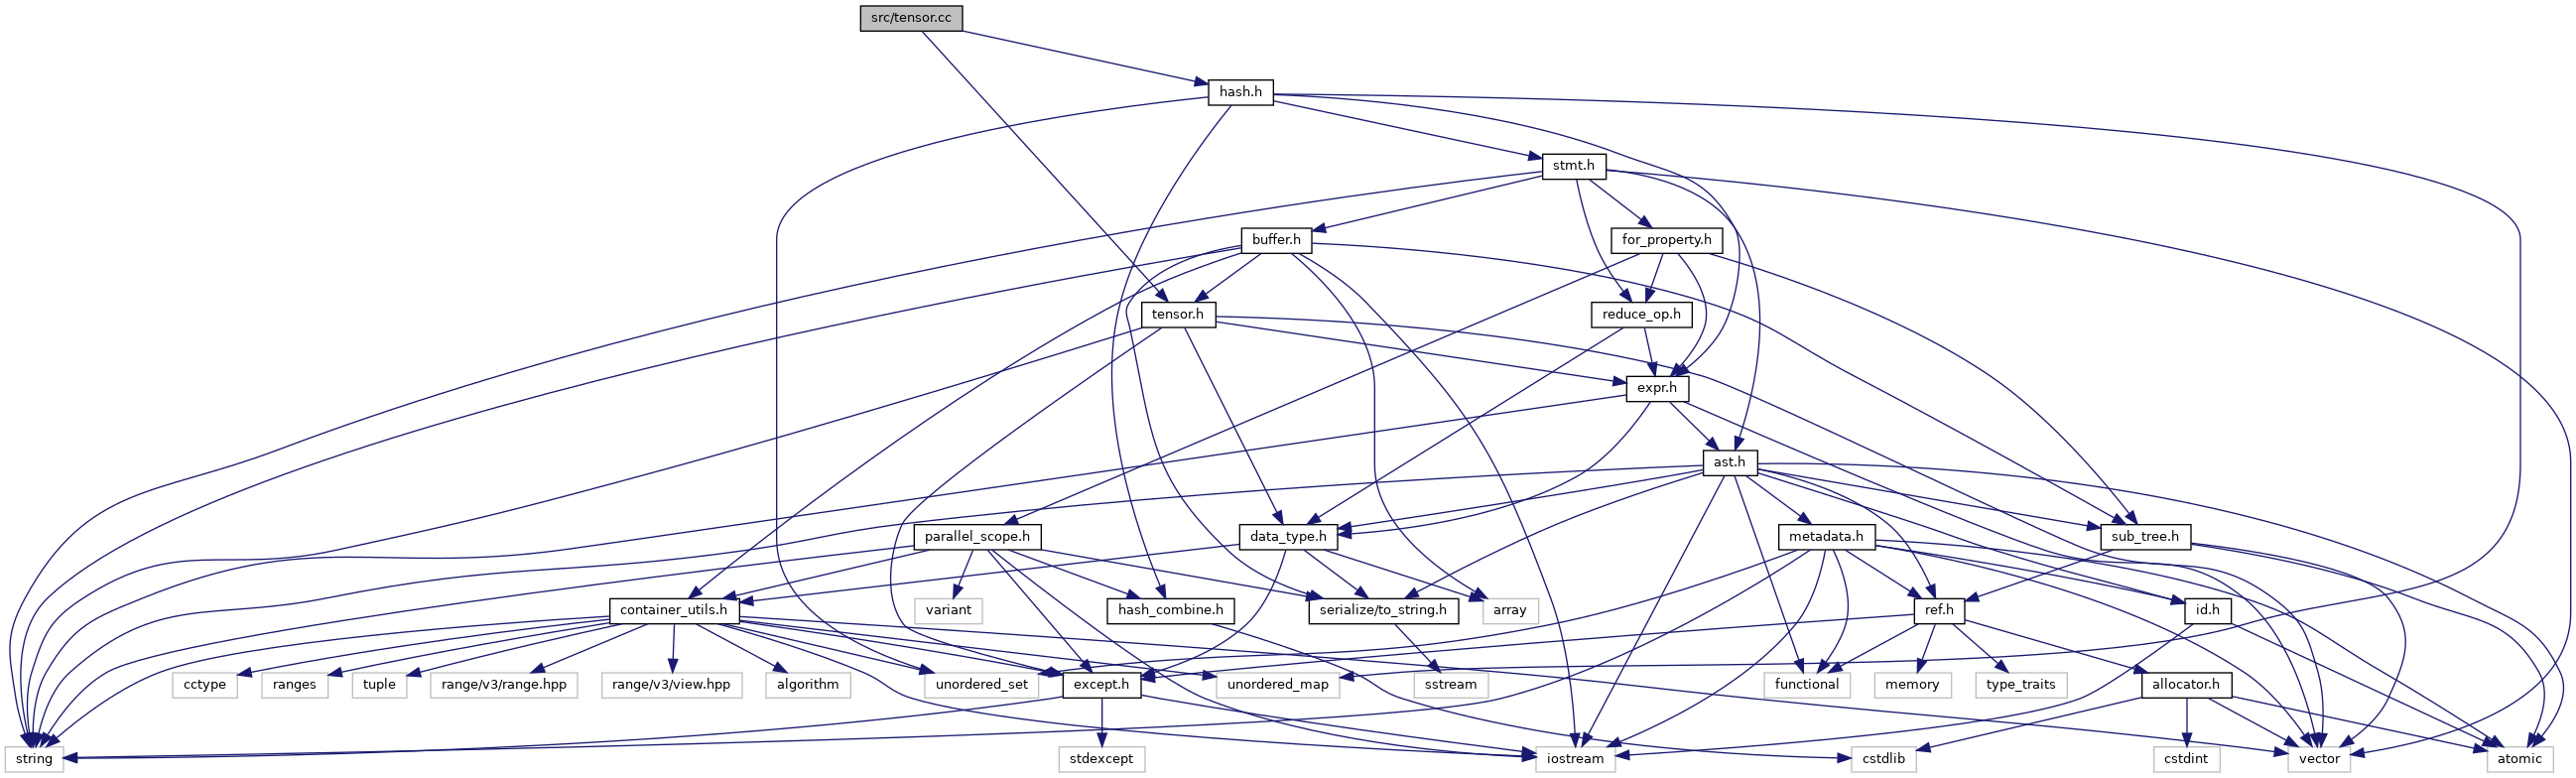 src/tensor.cc
hash.h
stmt.h
buffer.h
for_property.h
tensor.h
reduce_op.h
expr.h
ast.h
parallel_scope.h
data_type.h
metadata.h
sub_tree.h
container_utils.h
variant
hash_combine.h
serialize/to_string.h
array
ref.h
id.h
cctype
ranges
tuple
range/v3/range.hpp
range/v3/view.hpp
algorithm
unordered_set
except.h
unordered_map
sstream
functional
memory
type_traits
allocator.h
string
stdexcept
iostream
cstdlib
cstdint
vector
atomic